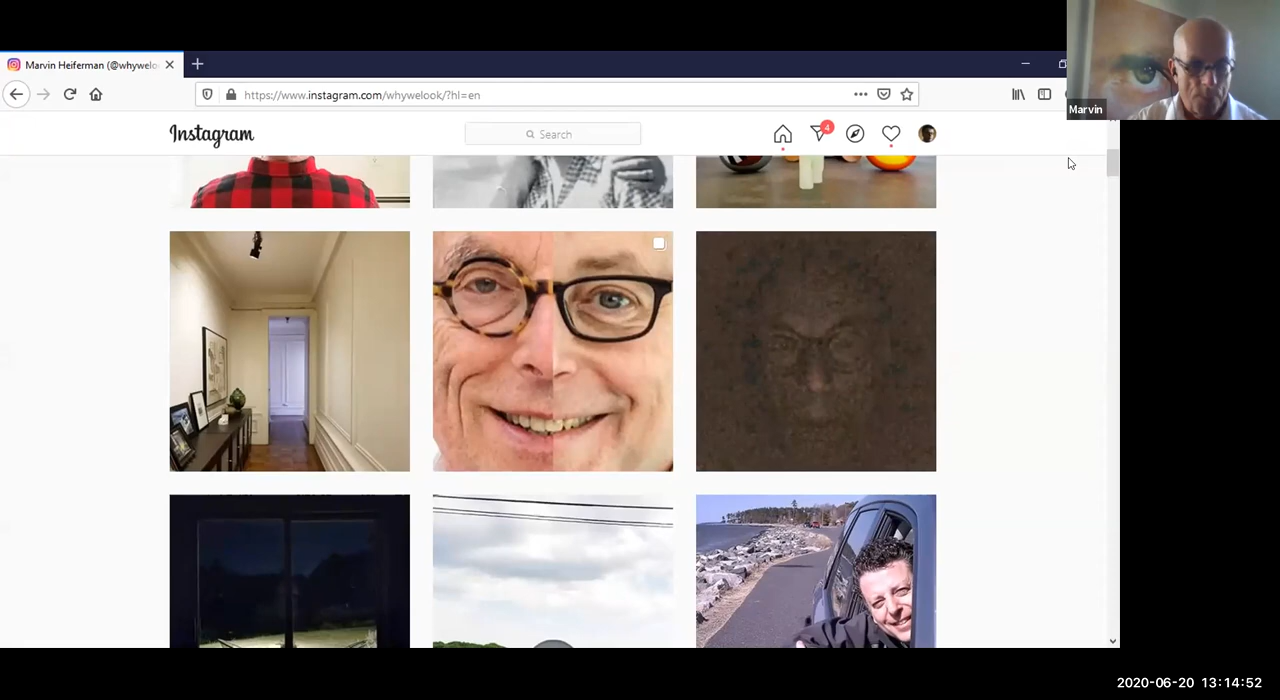 Marvin Heiferman (@whywelo
https://www.instagram.com/whywelook/?hl=en
Marvin
Instagram
Search
4
2020-06-20 13:14:52